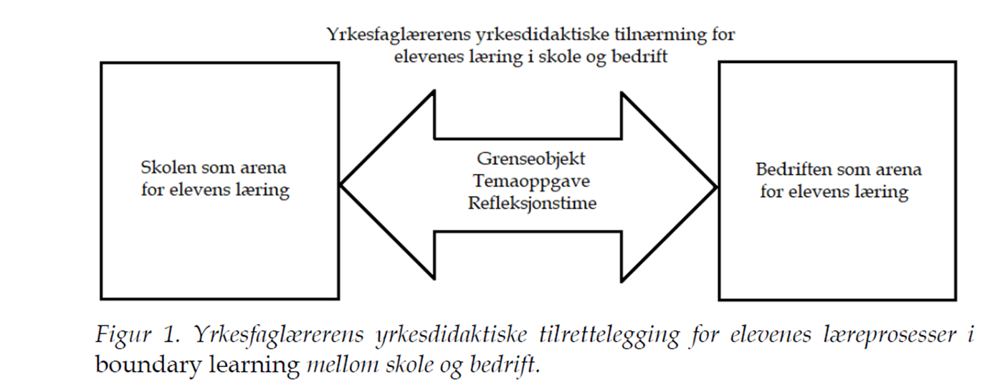 Yrkesfaglærerens yrkesdidaktiske tilnærming for
elevenes læring i skole og bedrift
Skolen som arena
for elevens læring
Grenseobjekt
Temaoppgave
Refleksjonstime
Bedriften som arena
for elevens læring
Figur 1. Yrkesfaglærerens yrkesdidaktiske tilrettelegging for elevenes læreprosesser i
boundary learning mellom skole og bedrift.